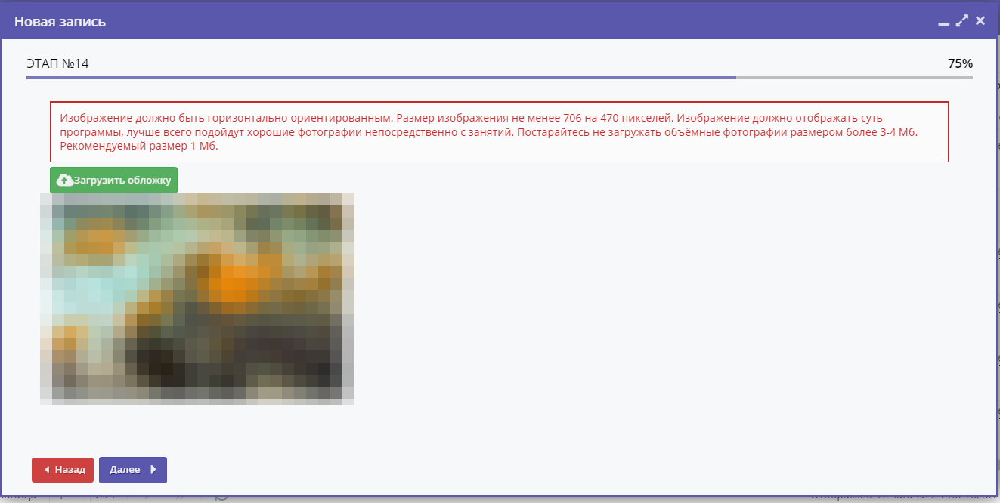 Новая запись
ЭТАП №14
75%
Изображение должно быть горизонтально ориентированным. Размер изображения не менее 706 на 470 пикселей. Изображение должно отображать суть
программы, лучше всего подойдут хорошие фотографии непосредственно с занятий. Постарайтесь не загружать объёмные фотографии размером более 3-4 Мб.
Рекомендуемый размер 1 Мб.
Загрузить обложку
Назад
Далее